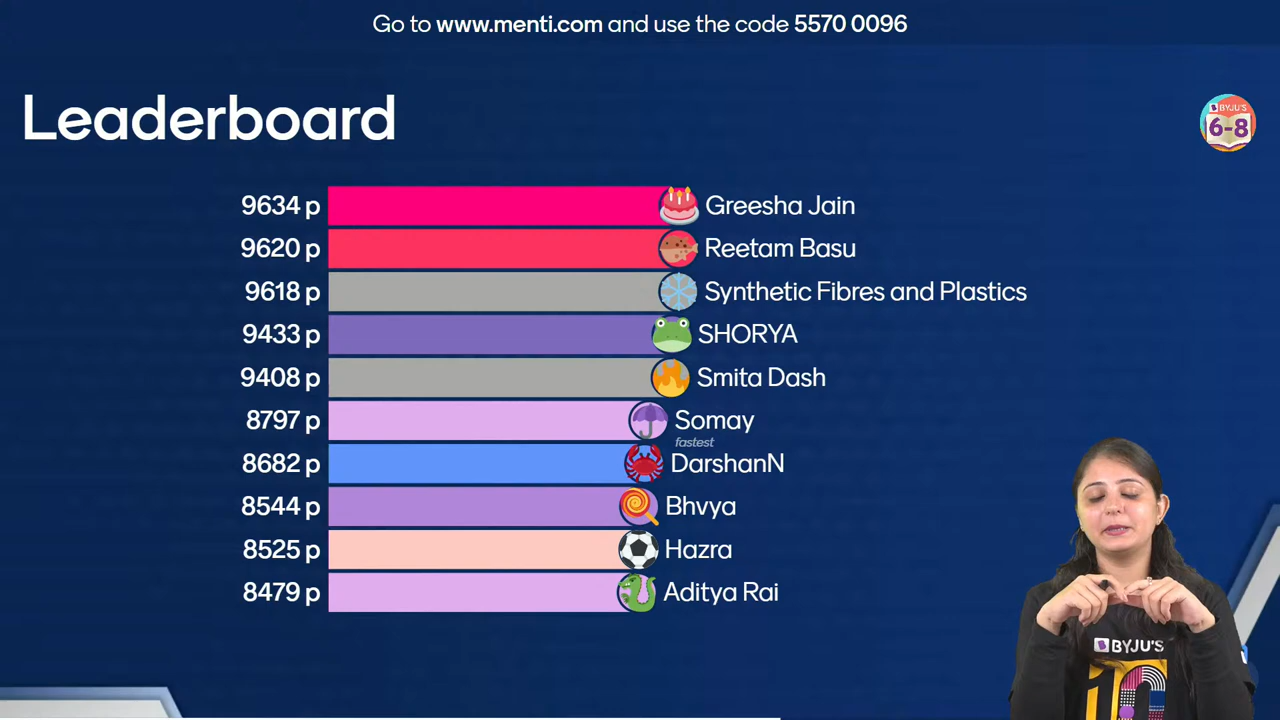 Go to www.menti.com and use the code 5570 0096
Leaderboard
BYJU'S
6-8
9634 p Greesha Jain
9620 p Reetam Basu
9618 p Synthetic Fibres and Plastics
9433 p SHORYA
9408 p Smita Dash
8797 p Somay
fastest
8682 p DarshanN
8544 p Bhvya
8525 p Hazra
8479 p Aditya Rai
BYJU'S
10